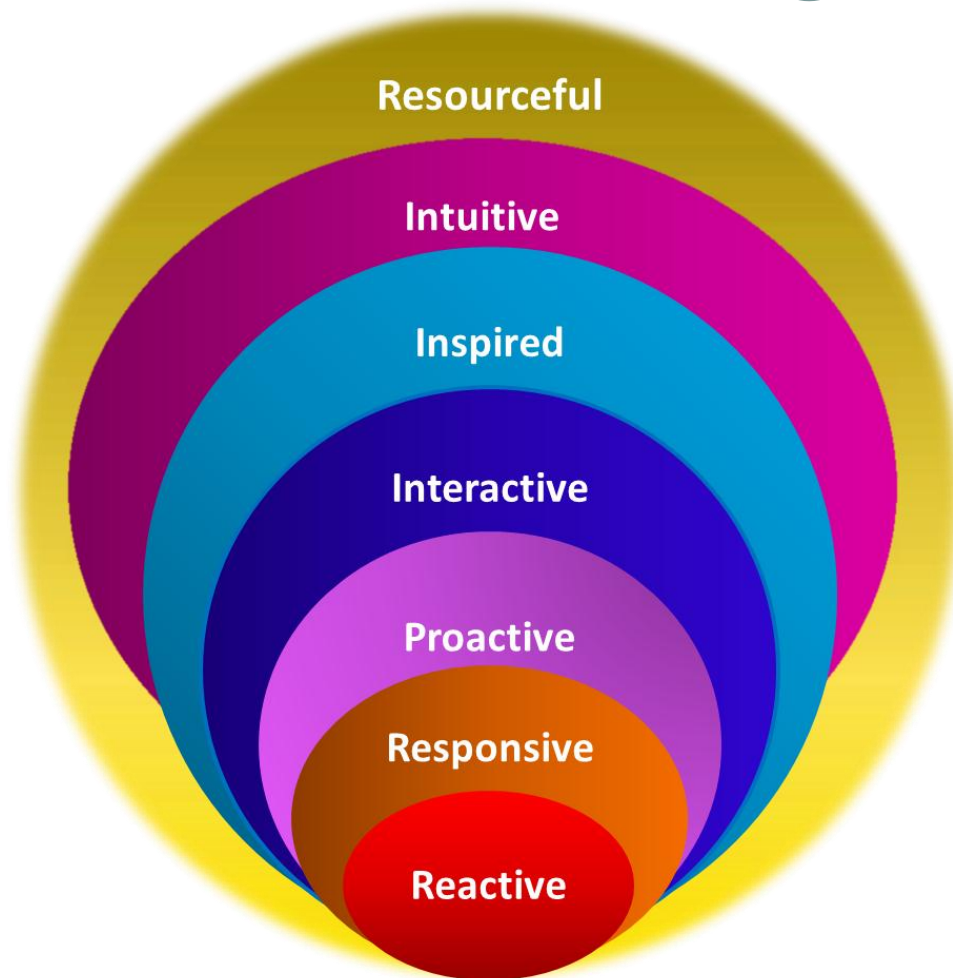 Resourceful
Intuitive
Inspired
Interactive
Proactive
Responsive
Reactive